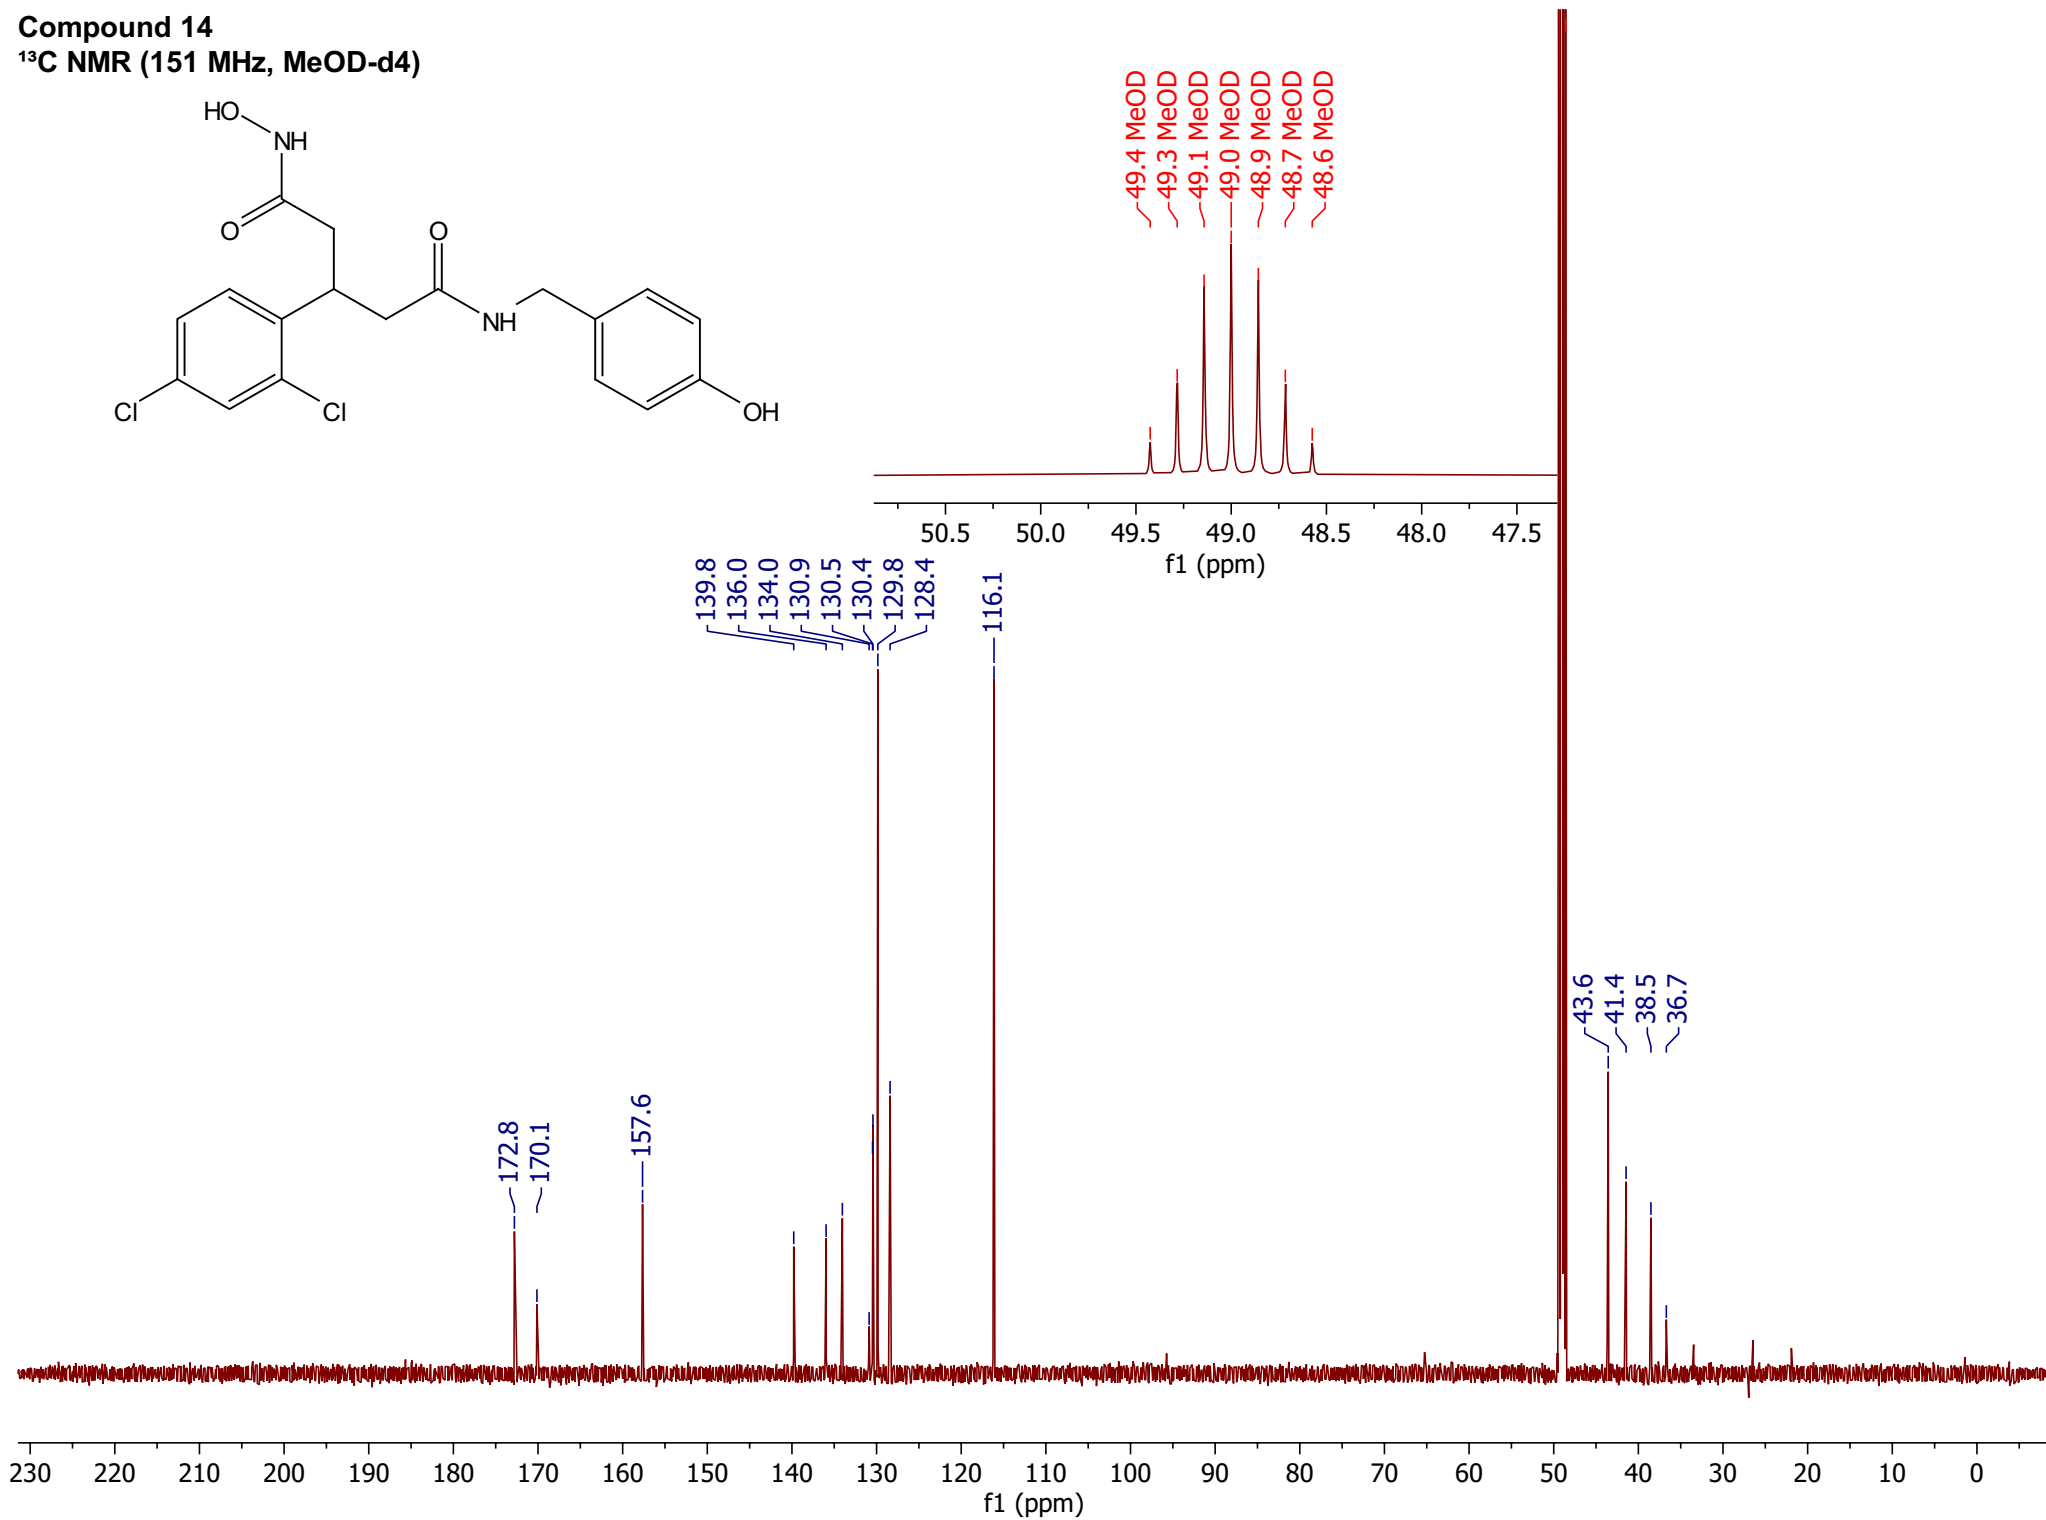 Compound 14
¹³C NMR (151 MHz, MeOD-d4)
HO
NH
O
O
NH
Cl
Cl
OH
49.4 MeOD
49.3 MeOD
49.1 MeOD
49.0 MeOD
48.9 MeOD
48.7 MeOD
48.6 MeOD
50.5 50.0 49.5 49.0 48.5 48.0 47.5
f1 (ppm)
139.8
136.0
134.0
130.9
130.5
130.4
129.8
128.4
116.1
172.8
170.1
157.6
43.6
41.4
38.5
36.7
230 220 210 200 190 180 170 160 150 140 130 120 110 100 90 80 70 60 50 40 30 20 10 0
f1 (ppm)